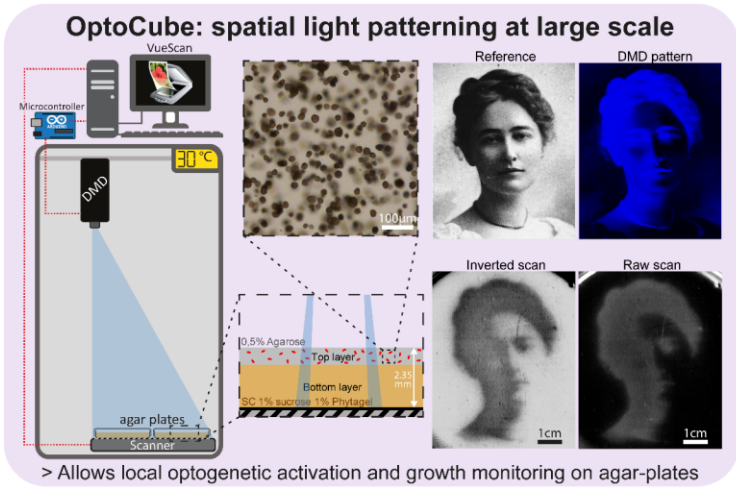 OptoCube: spatial light patterning at large scale
VueScan
Microcontroller
ARDUINO
30 °C
DMD
agar plates
Scanner
100µm
0,5% Agarose
Top layer
Bottom layer
2.35
mm
SC 1% sucrose 1% Phytagel
Reference
DMD pattern
Inverted scan
Raw scan
1cm
1cm
> Allows local optogenetic activation and growth monitoring on agar-plates